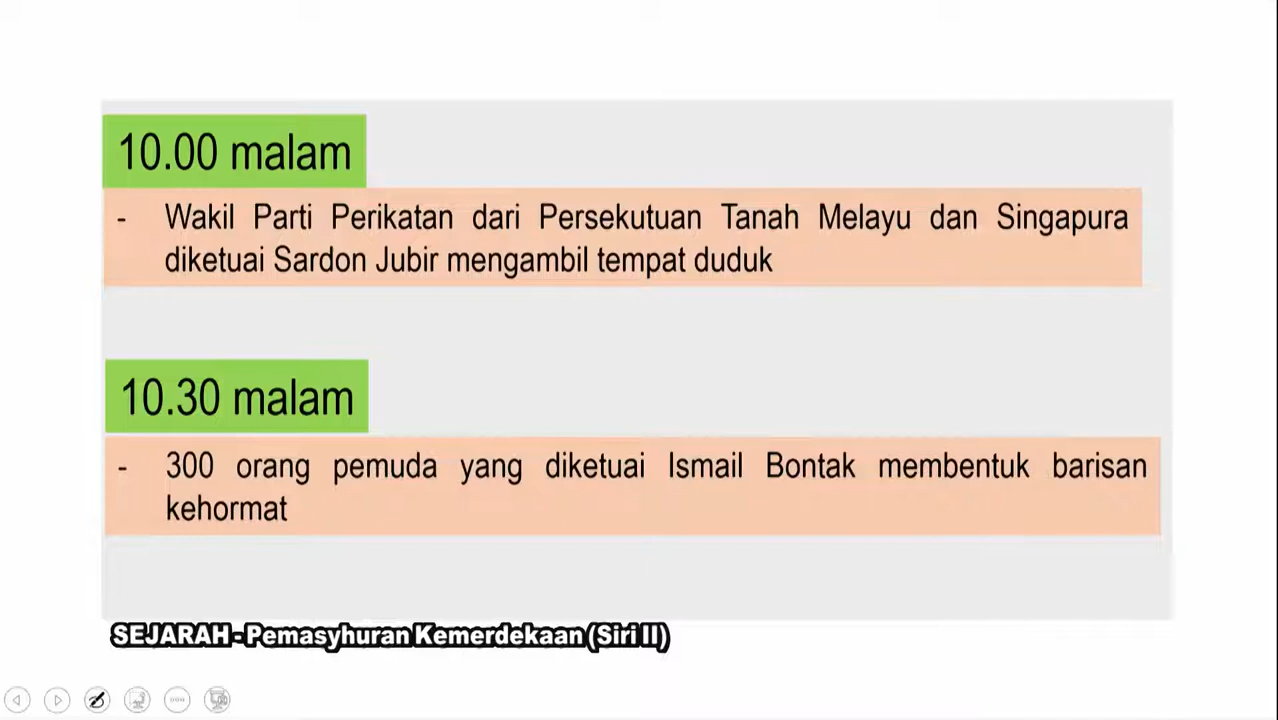 10.00 malam
- Wakil Parti Perikatan dari Persekutuan Tanah Melayu dan Singapura
diketuai Sardon Jubir mengambil tempat duduk
10.30 malam
- 300 orang pemuda yang diketuai Ismail Bontak membentuk barisan
kehormat
SEJARAH - Pemasyhuran Kemerdekaan (Siri II)